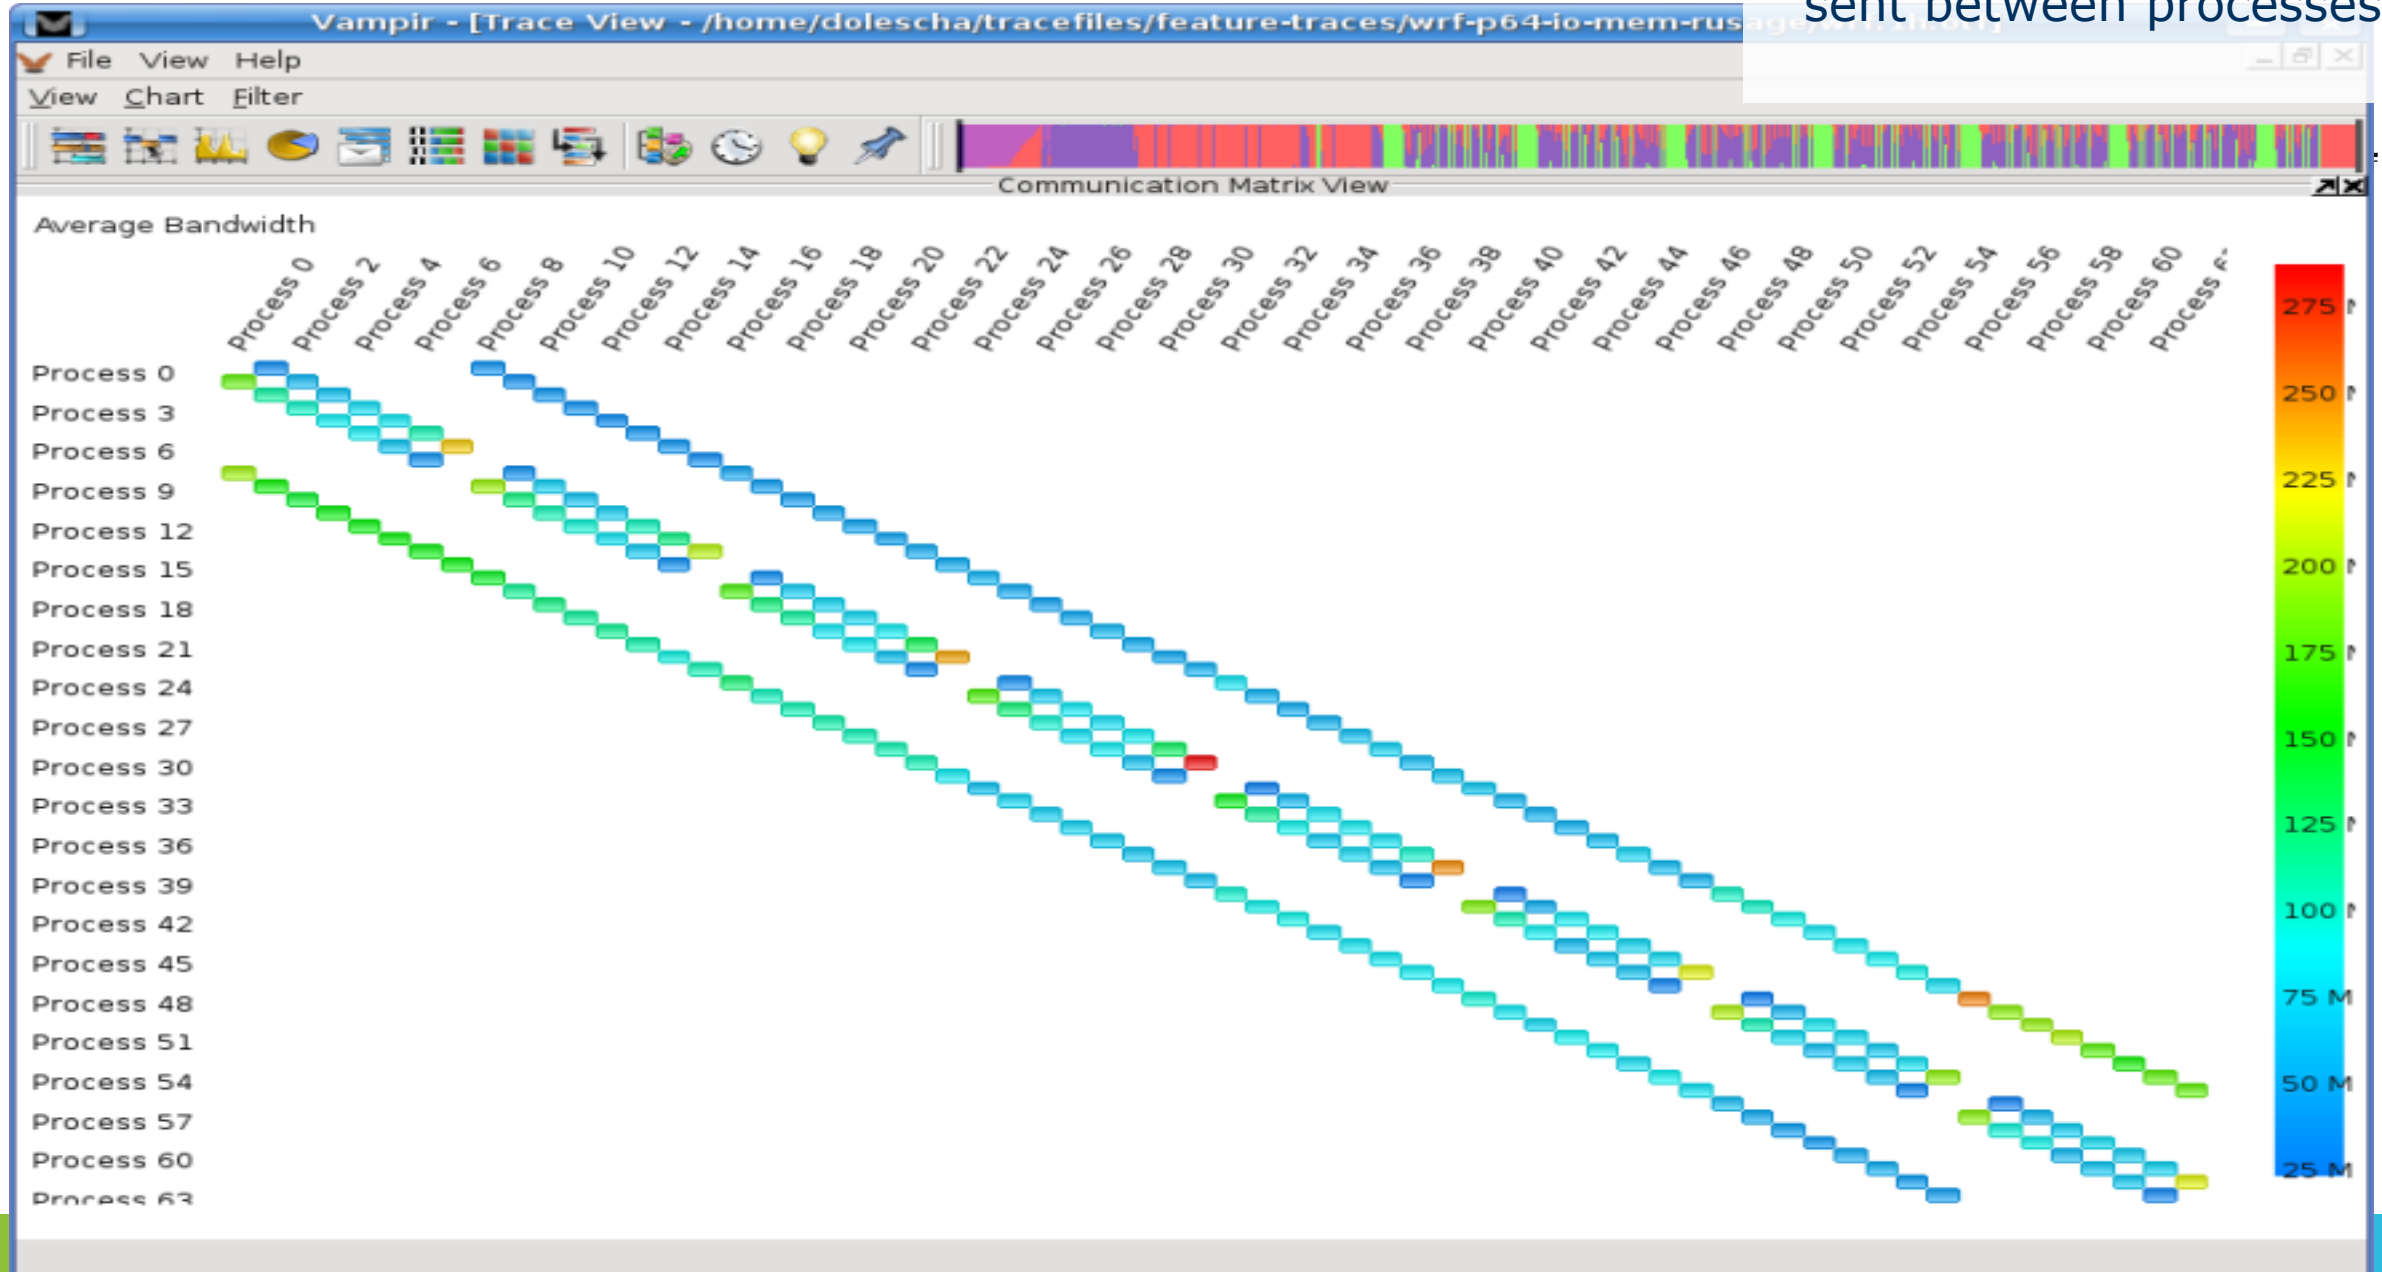 sent between processes
Vampir - [Trace View - /home/dolescha/tracefiles/feature-traces/wrf-p64-io-mem-rusage/
File View Help
View Chart Filter
Communication Matrix View
Average Bandwidth
Process 0 Process 2 Process 4 Process 6 Process 8 Process 10 Process 12 Process 14 Process 16 Process 18 Process 20 Process 22 Process 24 Process 26 Process 28 Process 30 Process 32 Process 34 Process 36 Process 38 Process 40 Process 42 Process 44 Process 46 Process 48 Process 50 Process 52 Process 54 Process 56 Process 58 Process 60 Process
Process 0
Process 3
Process 6
Process 9
Process 12
Process 15
Process 18
Process 21
Process 24
Process 27
Process 30
Process 33
Process 36
Process 39
Process 42
Process 45
Process 48
Process 51
Process 54
Process 57
Process 60
Process 63
275
250
225
200
175
150
125
100
75 M
50 M
25 M